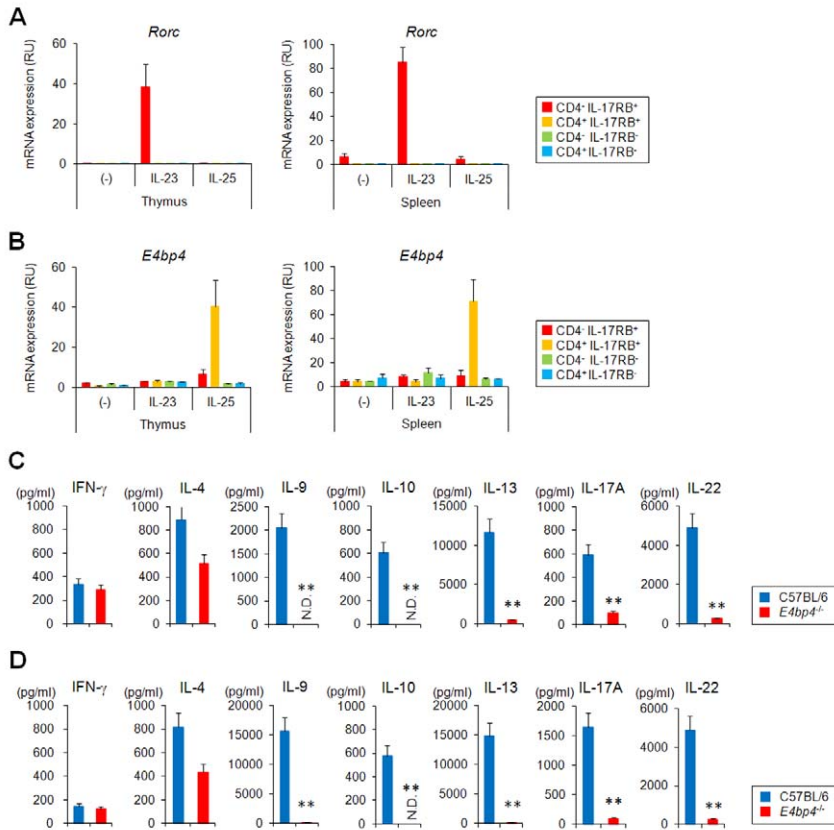 A
Rorc
Rorc
mRNA expression (RU)
60
40
20
0
mRNA expression (RU)
100
80
60
40
20
0
(-) IL-23 IL-25
Thymus
(-) IL-23 IL-25
Spleen
CD4⁻ IL-17RB⁺
CD4⁺ IL-17RB⁺
CD4⁻ IL-17RB⁻
CD4⁺ IL-17RB⁻
B
E4bp4
E4bp4
mRNA expression (RU)
60
40
20
0
mRNA expression (RU)
100
80
60
40
20
0
(-) IL-23 IL-25
Thymus
(-) IL-23 IL-25
Spleen
CD4⁻ IL-17RB⁺
CD4⁺ IL-17RB⁺
CD4⁻ IL-17RB⁻
CD4⁺ IL-17RB⁻
C
(pg/ml) IFN-γ
1000
800
600
400
200
0
(pg/ml) IL-4
1000
800
600
400
200
0
(pg/ml) IL-9
2500
2000
1500
1000
500
0
**
N.D.
(pg/ml) IL-10
1000
800
600
400
200
0
**
N.D.
(pg/ml) IL-13
15000
10000
5000
0
**
(pg/ml) IL-17A
1000
800
600
400
200
0
**
(pg/ml) IL-22
6000
4000
2000
0
**
C57BL/6
E4bp4⁻/⁻
D
(pg/ml) IFN-γ
1000
800
600
400
200
0
(pg/ml) IL-4
1000
800
600
400
200
0
(pg/ml) IL-9
20000
15000
10000
5000
0
**
(pg/ml) IL-10
1000
800
600
400
200
0
**
N.D.
(pg/ml) IL-13
20000
15000
10000
5000
0
**
(pg/ml) IL-17A
2000
1500
1000
500
0
**
(pg/ml) IL-22
6000
4000
2000
0
**
C57BL/6
E4bp4⁻/⁻